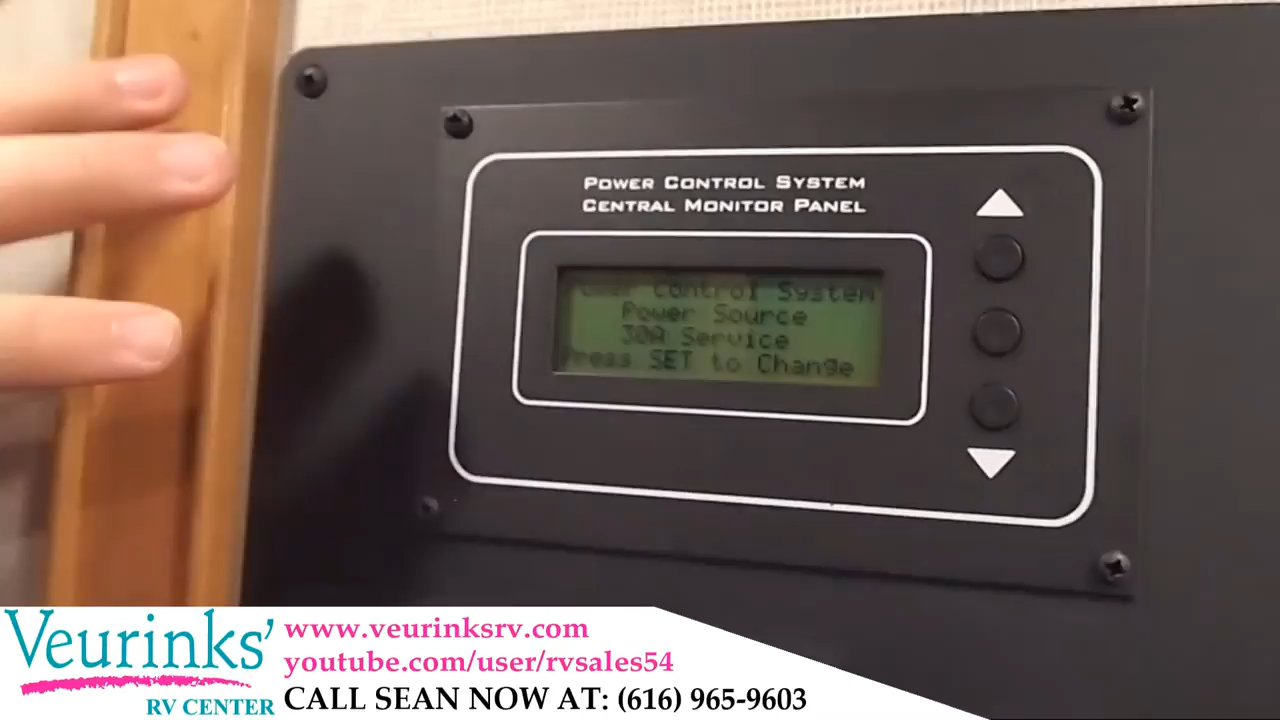 POWER CONTROL SYSTEM
CENTRAL MONITOR PANEL
Power Control System
Power Source
30A Service
Press SET to Change
Veurinks'
RV CENTER
www.veurinksrv.com
youtube.com/user/rvsales54
CALL SEAN NOW AT: (616) 965-9603